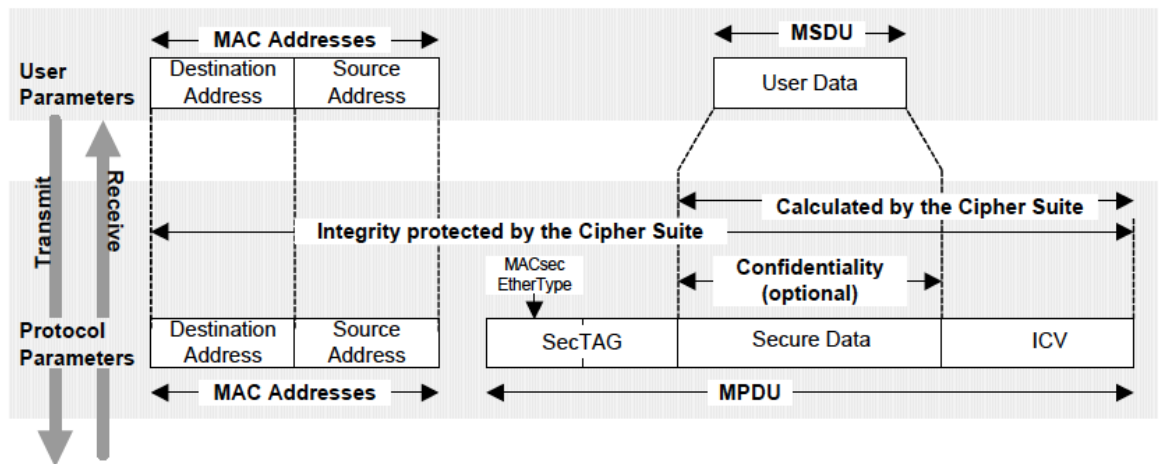 MAC Addresses
MSDU
User
Parameters
Destination
Address
Source
Address
User Data
Transmit
Receive
Calculated by the Cipher Suite
Integrity protected by the Cipher Suite
MACsec
EtherType
Confidentiality
(optional)
Protocol
Parameters
Destination
Address
Source
Address
SecTAG
Secure Data
ICV
MAC Addresses
MPDU